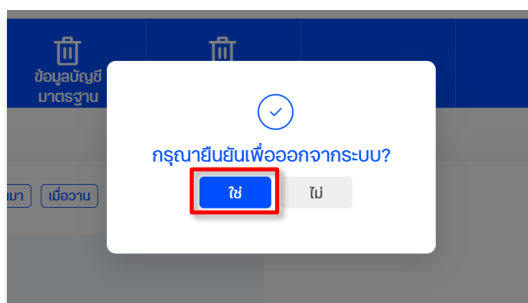 ข้อมูลบัญชี
มาตรฐาน
กรุณายืนยันเพื่อออกจากระบบ?
ใช่
ไม่
เมื่อวาน